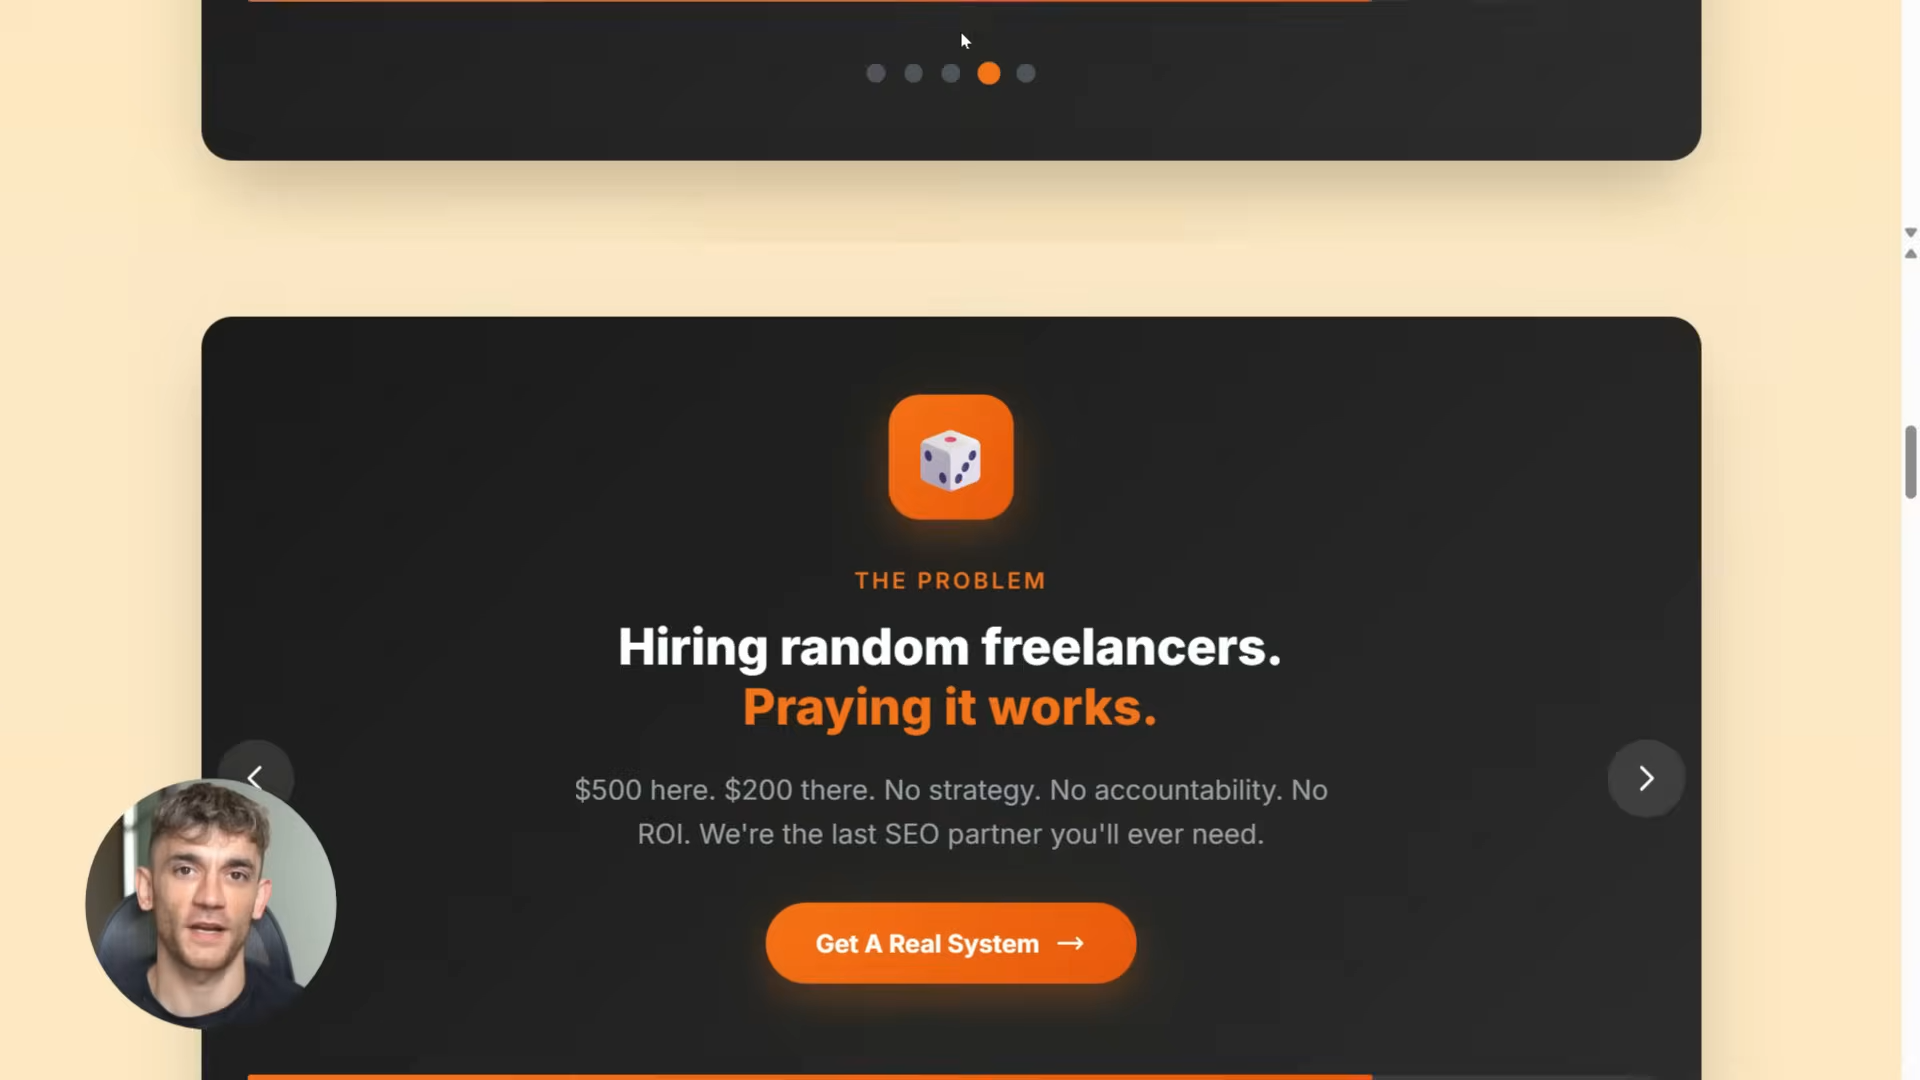 THE PROBLEM
Hiring random freelancers.
Praying it works.
$500 here. $200 there. No strategy. No accountability. No
ROI. We're the last SEO partner you'll ever need.
Get A Real System →